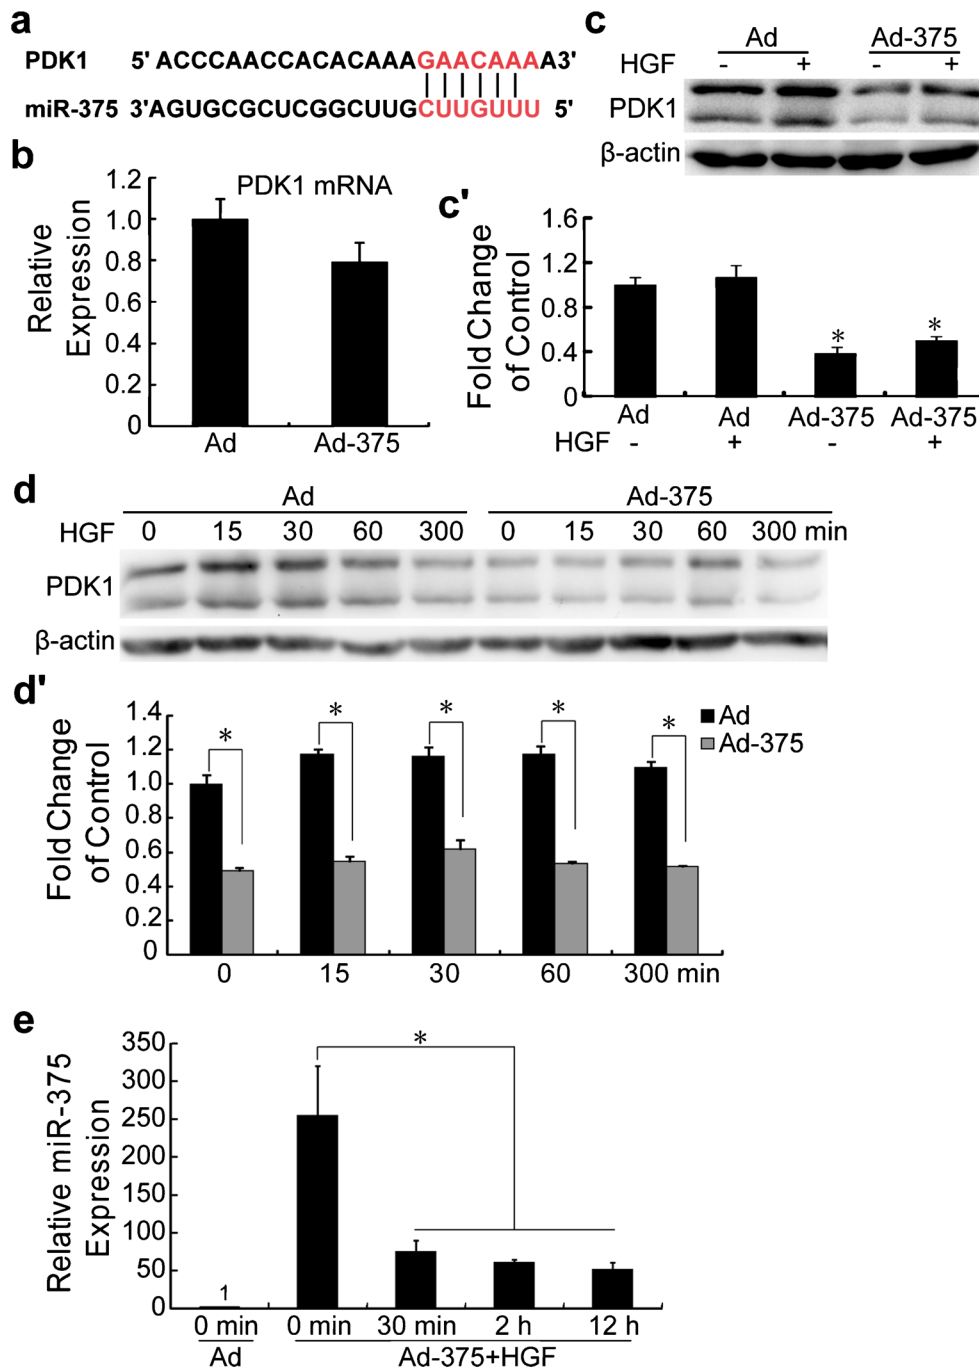 a
PDK1 5' ACCCAACCACACAAAGAACAAAA3'
miR-375 3'AGUGCGCUCGGCUUGCUUGUUU 5'
b
PDK1 mRNA
Relative
Expression
1.2
1.0
0.8
0.6
0.4
0.2
0
Ad Ad-375
c
Ad Ad-375
HGF - + - +
PDK1
β-actin
c'
Fold Change
of Control
1.6
1.2
0.8
0.4
0
* *
Ad Ad Ad-375 Ad-375
HGF - + - +
d
Ad Ad-375
HGF 0 15 30 60 300 0 15 30 60 300 min
PDK1
β-actin
d'
Fold Change
of Control
1.4
1.2
1.0
0.8
0.6
0.4
0.2
0
* * * * *
Ad
Ad-375
0 15 30 60 300 min
e
Relative miR-375
Expression
350
300
250
200
150
100
50
0
*
1
0 min 0 min 30 min 2 h 12 h
Ad Ad-375+HGF